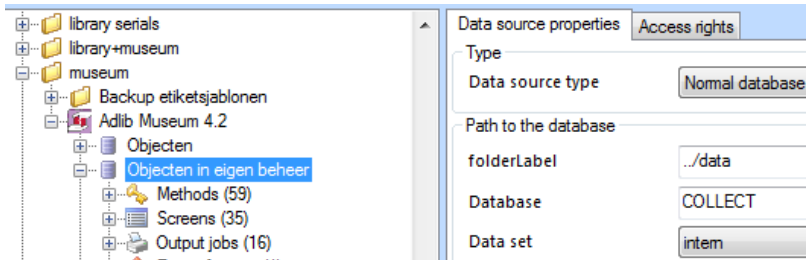 library serials
library+museum
museum
Backup etiketsjablonen
Adlib Museum 4.2
Objecten
Objecten in eigen beheer
Methods (59)
Screens (35)
Output jobs (16)
Data source properties
Access rights
Type
Data source type
Normal database
Path to the database
folderLabel
../data
Database
COLLECT
Data set
intern